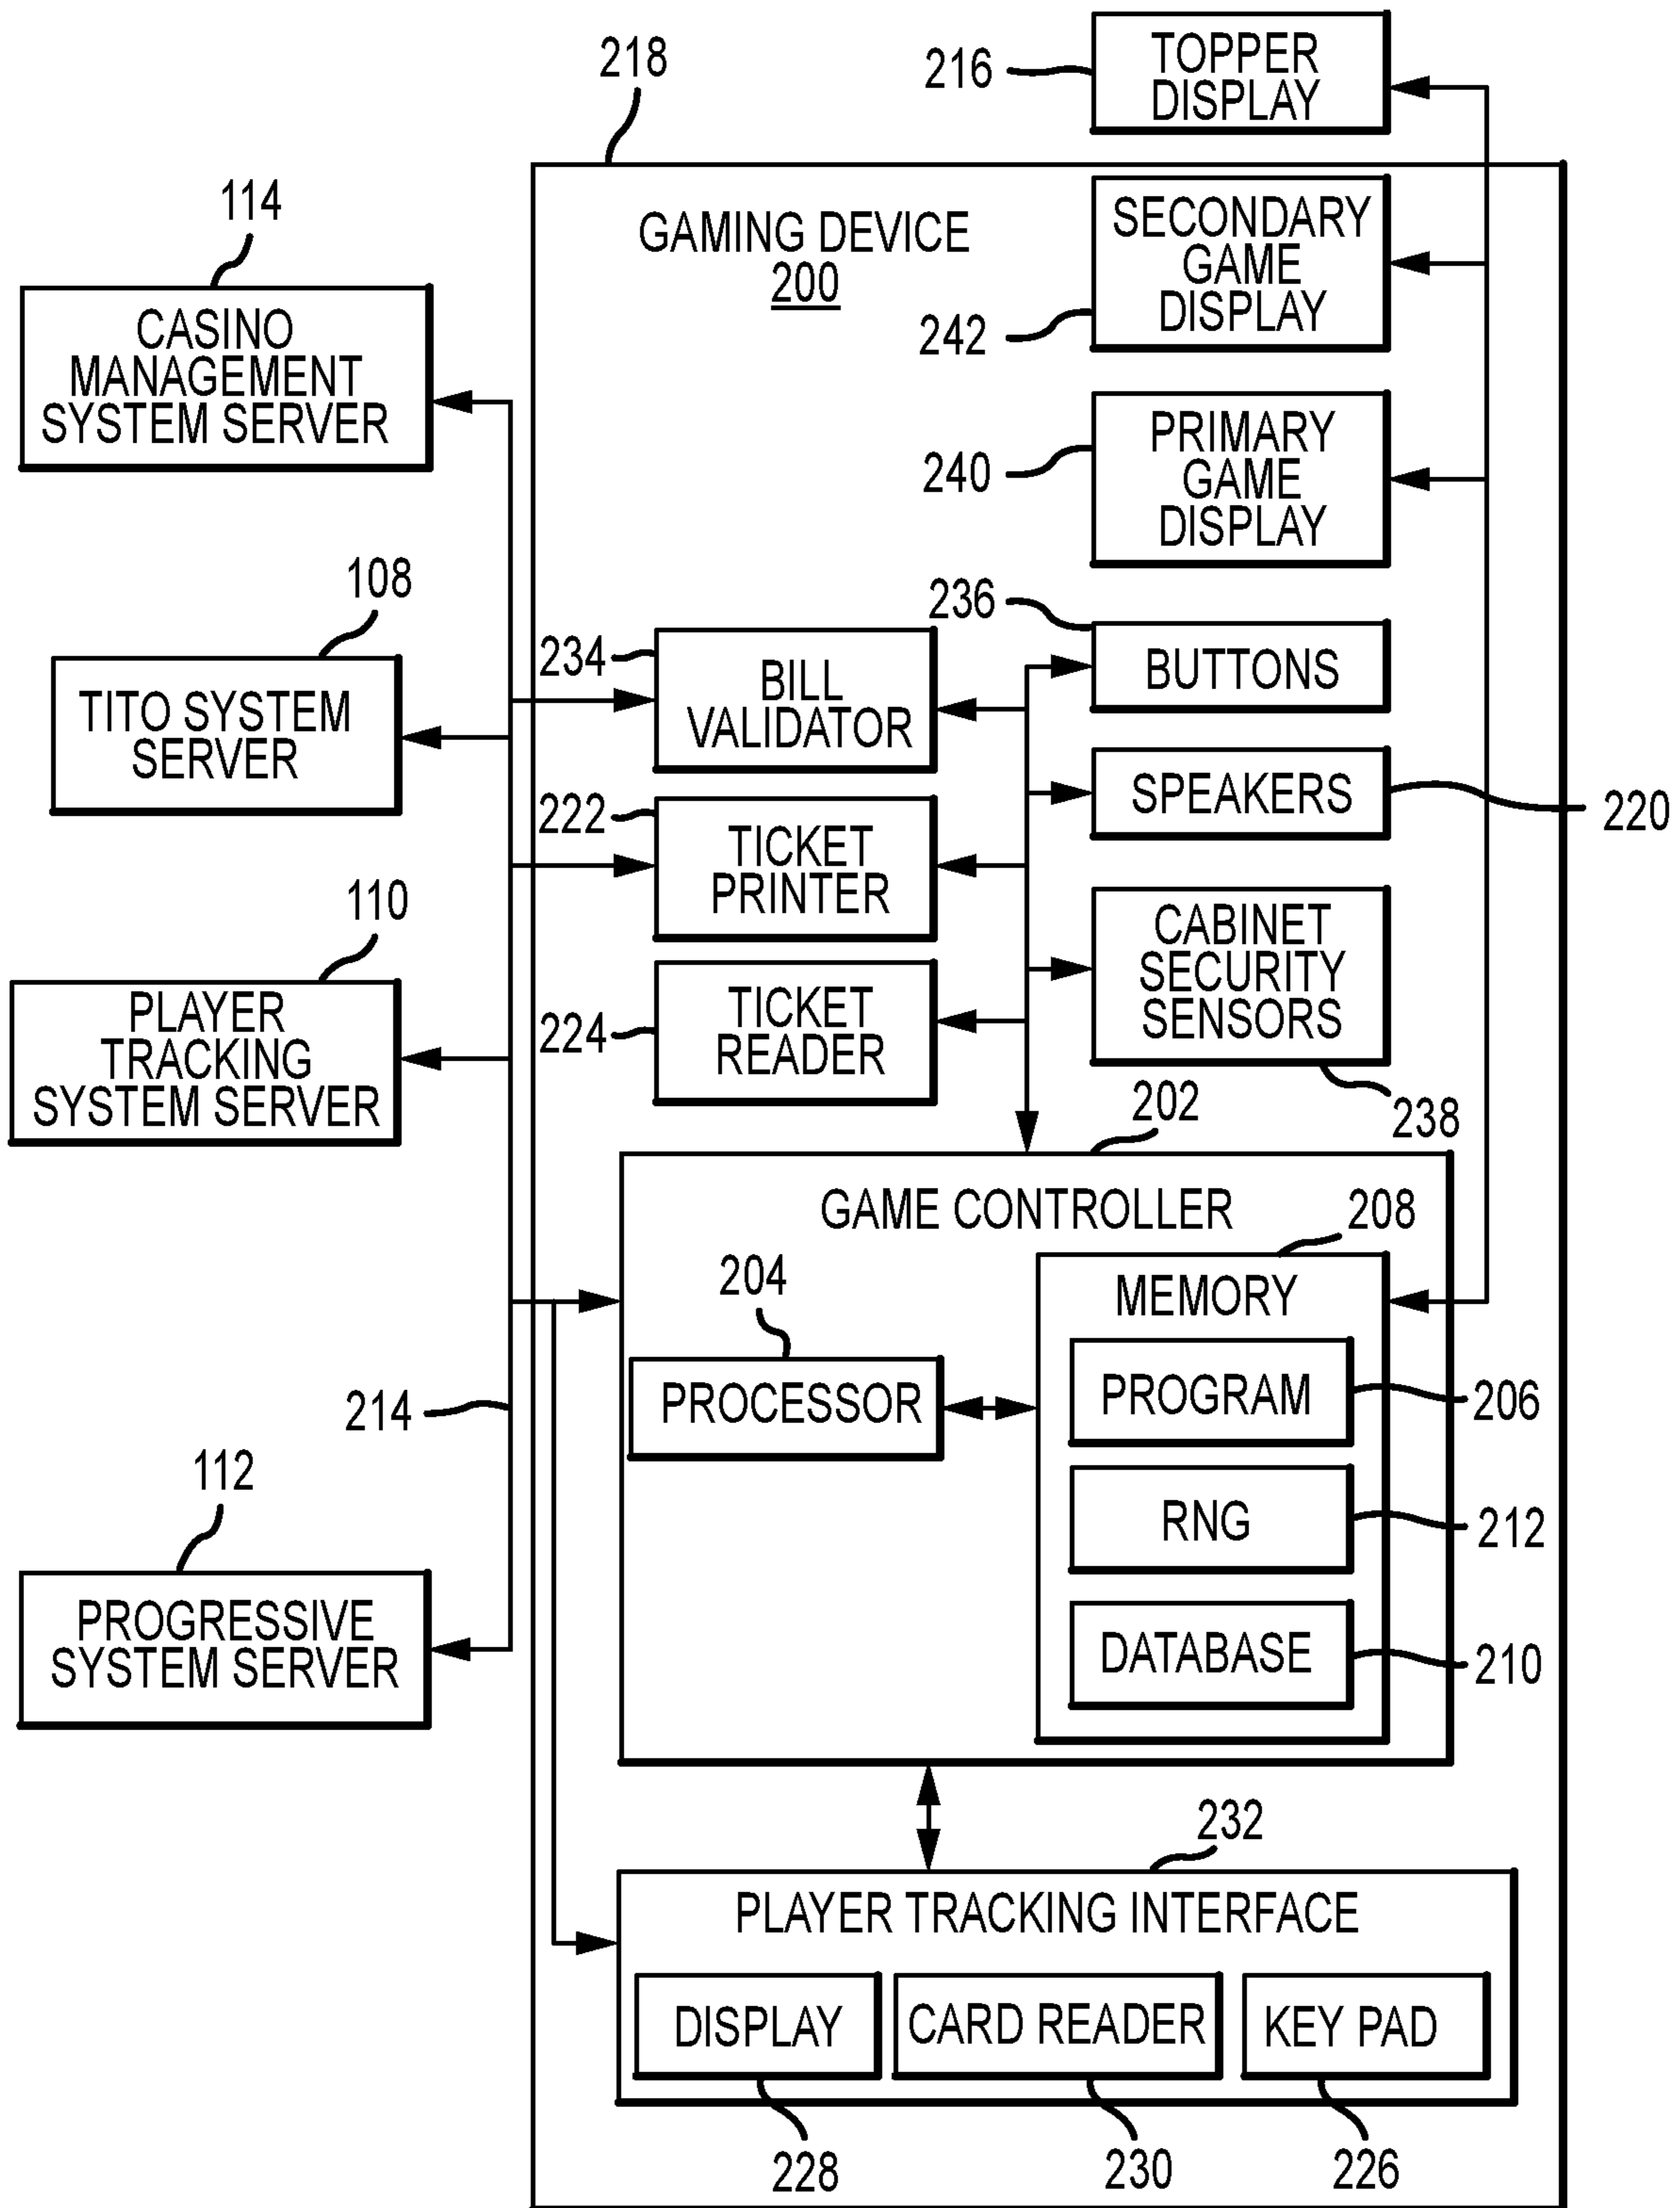 216
TOPPER
DISPLAY
218
GAMING DEVICE
200
SECONDARY
GAME
DISPLAY
242
114
CASINO
MANAGEMENT
SYSTEM SERVER
PRIMARY
GAME
DISPLAY
240
108
TITO SYSTEM
SERVER
234
BILL
VALIDATOR
236
BUTTONS
SPEAKERS
220
222
TICKET
PRINTER
110
PLAYER
TRACKING
SYSTEM SERVER
CABINET
SECURITY
SENSORS
238
224
TICKET
READER
202
GAME CONTROLLER
208
MEMORY
204
PROCESSOR
PROGRAM
206
214
RNG
212
112
PROGRESSIVE
SYSTEM SERVER
DATABASE
210
232
PLAYER TRACKING INTERFACE
DISPLAY
CARD READER
KEY PAD
228
230
226